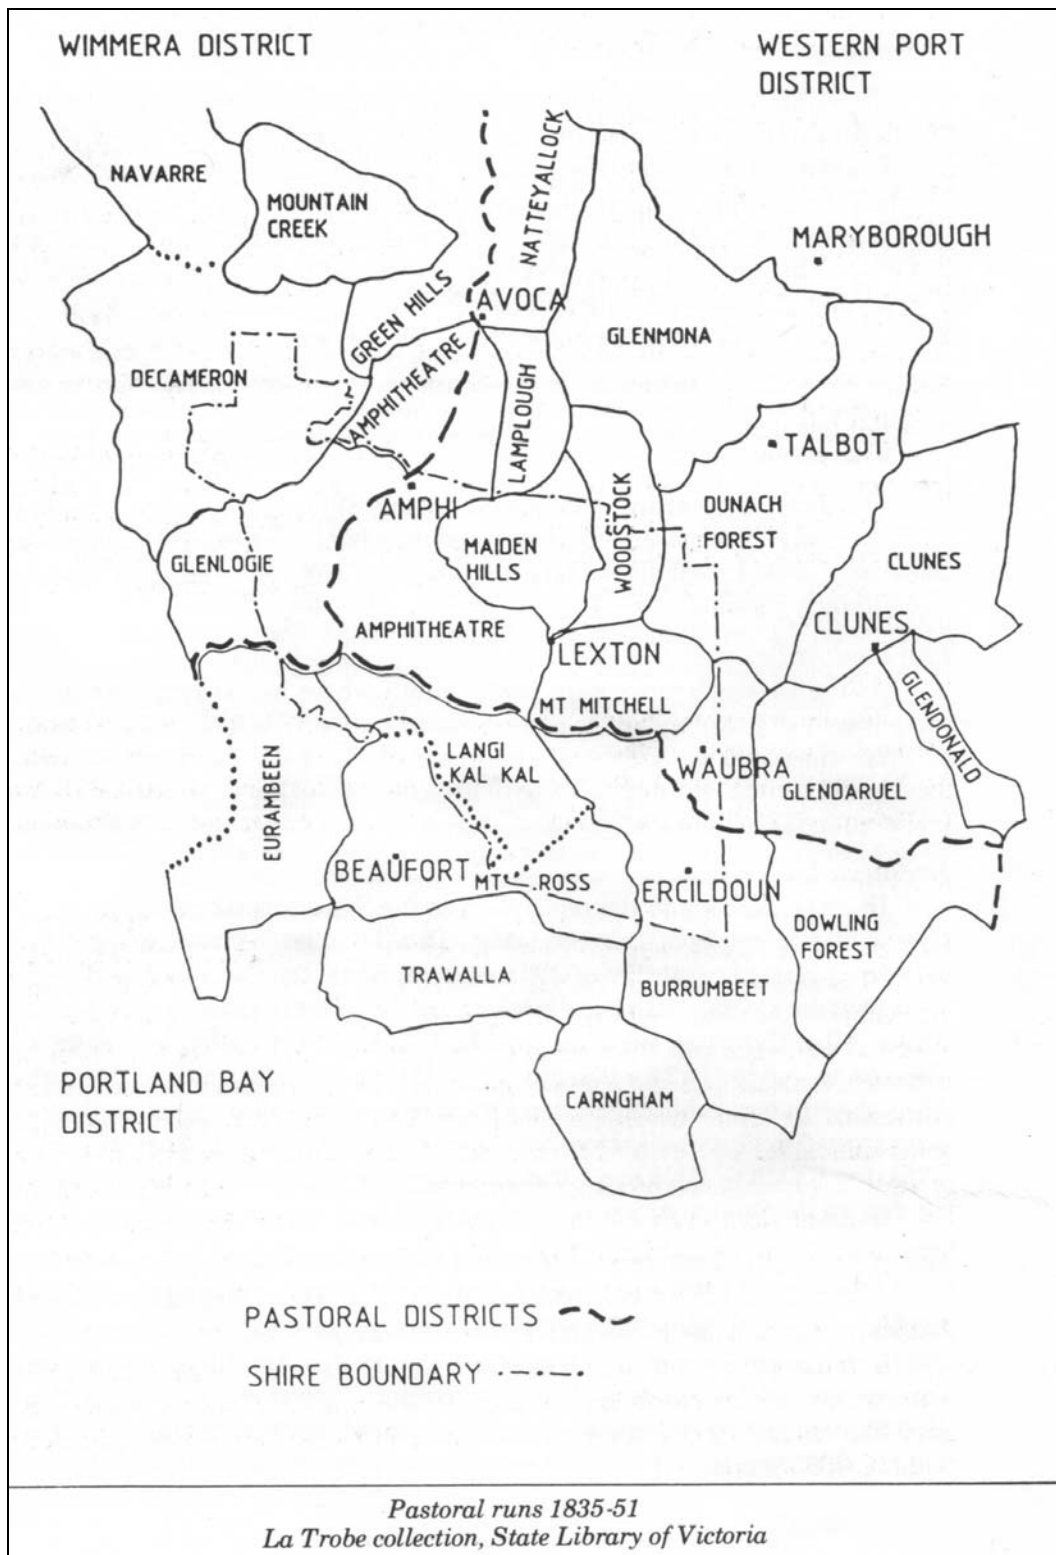 WIMMERA DISTRICT
WESTERN PORT
DISTRICT
NAVARRE
MOUNTAIN
CREEK
NATTEYALLOCK
MARYBOROUGH
GREEN HILLS
AVOCA
GLENMONA
DECAMERON
AMPHITHEATRE
LAMPLOUGH
TALBOT
AMPHI
WOODSTOCK
DUNACH
FOREST
GLENLOGIE
MAIDEN
HILLS
CLUNES
AMPHITHEATRE
LEXTON
CLUNES
GLENDONALD
MT MITCHELL
EURAMBEEN
LANGI
KAL KAL
WAUBRA
GLENDARUEL
BEAUFORT
MT ROSS
ERCILDOUN
DOWLING
FOREST
TRAWALLA
BURRUMBEET
PORTLAND BAY
DISTRICT
CARNGHAM
PASTORAL DISTRICTS
SHIRE BOUNDARY
Pastoral runs 1835-51
La Trobe collection, State Library of Victoria